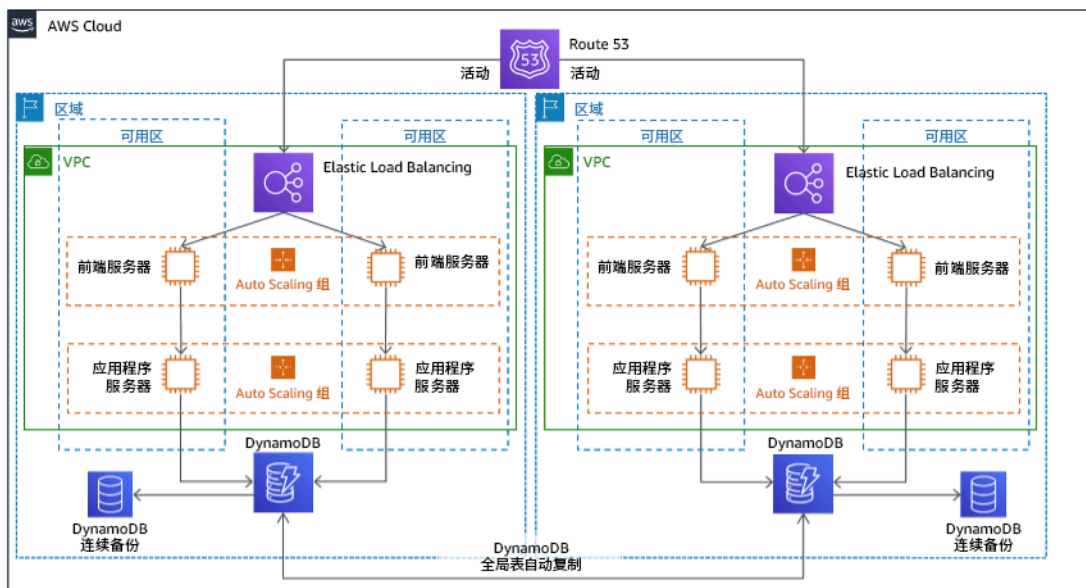 aws
AWS Cloud
53
Route 53
活动
活动
区域
区域
可用区
可用区
可用区
可用区
VPC
Elastic Load Balancing
VPC
Elastic Load Balancing
前端服务器
Auto Scaling 组
前端服务器
前端服务器
Auto Scaling 组
前端服务器
应用程序
服务器
Auto Scaling 组
应用程序
服务器
应用程序
服务器
Auto Scaling 组
应用程序
服务器
DynamoDB
DynamoDB
DynamoDB
连续备份
DynamoDB
全局表自动复制
DynamoDB
连续备份